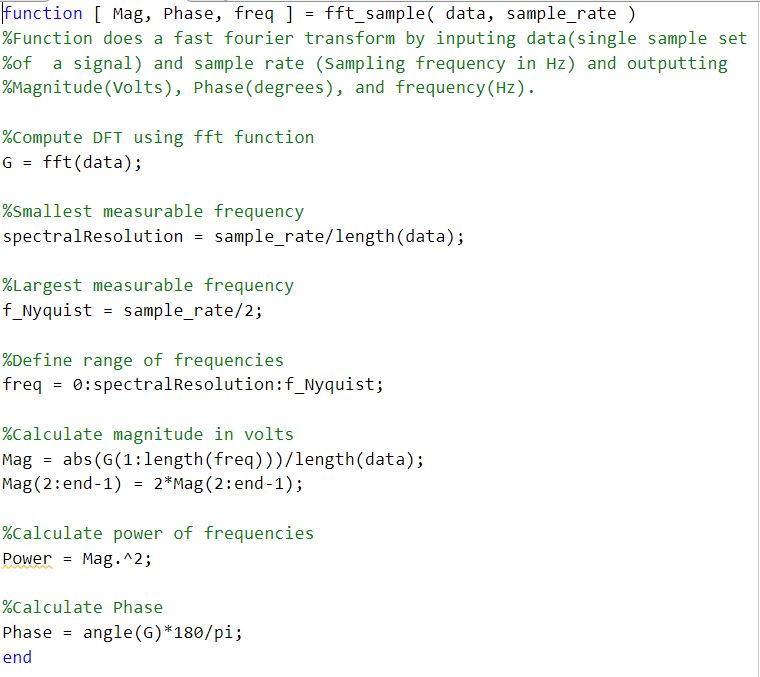 function [ Mag, Phase, freq ] = fft_sample( data, sample_rate )
%Function does a fast fourier transform by inputing data(single sample set
%of  a signal) and sample rate (Sampling frequency in Hz) and outputting
%Magnitude(Volts), Phase(degrees), and frequency(Hz).
%Compute DFT using fft function
G = fft(data);
%Smallest measurable frequency
spectralResolution = sample_rate/length(data);
%Largest measurable frequency
f_Nyquist = sample_rate/2;
%Define range of frequencies
freq = 0:spectralResolution:f_Nyquist;
%Calculate magnitude in volts
Mag = abs(G(1:length(freq)))/length(data);
Mag(2:end-1) = 2*Mag(2:end-1);
%Calculate power of frequencies
Power = Mag.^2;
%Calculate Phase
Phase = angle(G)*180/pi;
end